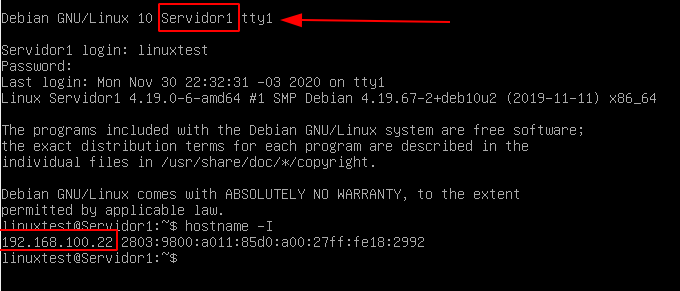 Debian GNU/Linux 10 Servidor1 tty1
Servidor1 login: linuxtest
Password:
Last login: Mon Nov 30 22:32:31 -03 2020 on tty1
Linux Servidor1 4.19.0-6-amd64 #1 SMP Debian 4.19.67-2+deb10u2 (2019-11-11) x86_64
The programs included with the Debian GNU/Linux system are free software;
the exact distribution terms for each program are described in the
individual files in /usr/share/doc/*/copyright.
Debian GNU/Linux comes with ABSOLUTELY NO WARRANTY, to the extent
permitted by applicable law.
linuxtest@Servidor1:~$ hostname -I
192.168.100.22 2803:9800:a011:85d0:a00:27ff:fe18:2992
linuxtest@Servidor1:~$